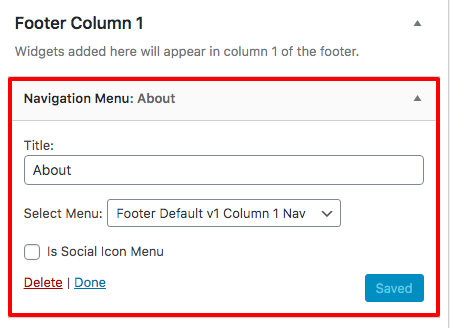 Footer Column 1
Widgets added here will appear in column 1 of the footer.
Navigation Menu: About
Title:
About
Select Menu: Footer Default v1 Column 1 Nav
Is Social Icon Menu
Delete | Done Saved